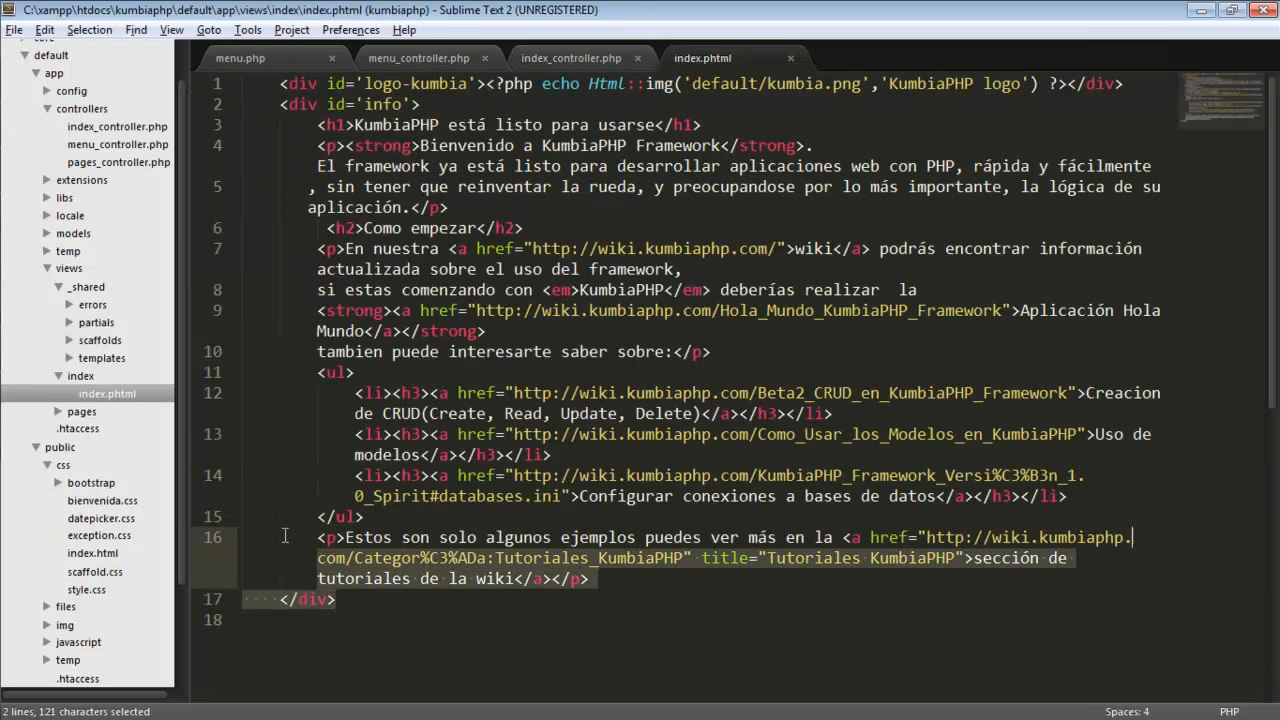 C:\xampp\htdocs\kumbiaphp\default\app\views\index\index.phtml (kumbiaphp) - Sublime Text 2 (UNREGISTERED)
File Edit Selection Find View Goto Tools Project Preferences Help
default
app
config
controllers
index_controller.php
menu_controller.php
pages_controller.php
extensions
libs
locale
models
temp
views
_shared
errors
partials
scaffolds
templates
index
index.phtml
pages
.htaccess
public
css
bootstrap
bienvenida.css
datepicker.css
exception.css
index.html
scaffold.css
style.css
files
img
javascript
temp
.htaccess
menu.php × menu_controller.php × index_controller.php × index.phtml ×
1 <div id='logo-kumbia'><?php echo Html::img('default/kumbia.png','KumbiaPHP logo') ?></div>
2 <div id='info'>
3 <h1>KumbiaPHP está listo para usarse</h1>
4 <p><strong>Bienvenido a KumbiaPHP Framework</strong>.
El framework ya está listo para desarrollar aplicaciones web con PHP, rápida y fácilmente
5 , sin tener que reinventar la rueda, y preocupandose por lo más importante, la lógica de su
aplicación.</p>
6 <h2>Como empezar</h2>
7 <p>En nuestra <a href="http://wiki.kumbiaphp.com/">wiki</a> podrás encontrar información
actualizada sobre el uso del framework,
8 si estas comenzando con <em>KumbiaPHP</em> deberías realizar  la
9 <strong><a href="http://wiki.kumbiaphp.com/Hola_Mundo_KumbiaPHP_Framework">Aplicación Hola
Mundo</a></strong>
10 tambien puede interesarte saber sobre:</p>
11 <ul>
12 <li><h3><a href="http://wiki.kumbiaphp.com/Beta2_CRUD_en_KumbiaPHP_Framework">Creacion
de CRUD(Create, Read, Update, Delete)</a></h3></li>
13 <li><h3><a href="http://wiki.kumbiaphp.com/Como_Usar_los_Modelos_en_KumbiaPHP">Uso de
modelos</a></h3></li>
14 <li><h3><a href="http://wiki.kumbiaphp.com/KumbiaPHP_Framework_Versi%C3%B3n_1.
0_Spirit#databases.ini">Configurar conexiones a bases de datos</a></h3></li>
15 </ul>
16 <p>Estos son solo algunos ejemplos puedes ver más en la <a href="http://wiki.kumbiaphp.
com/Categor%C3%ADa:Tutoriales_KumbiaPHP" title="Tutoriales KumbiaPHP">sección de
tutoriales de la wiki</a></p>
17 </div>
18
2 lines, 121 characters selected Spaces: 4 PHP